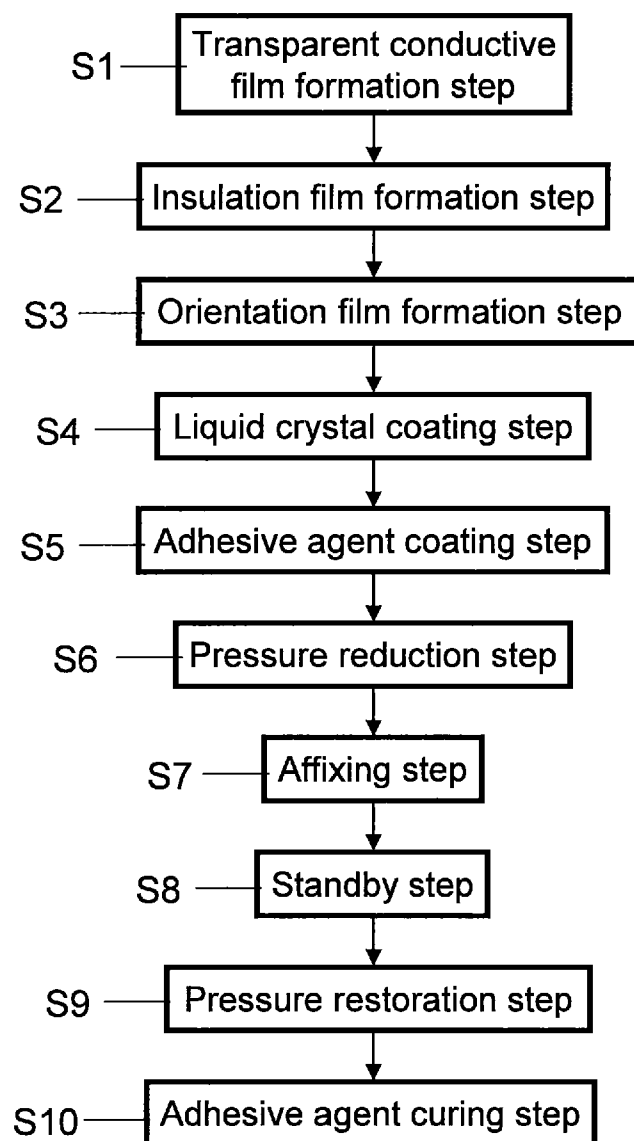 S1
Transparent conductive
film formation step
S2
Insulation film formation step
S3
Orientation film formation step
S4
Liquid crystal coating step
S5
Adhesive agent coating step
S6
Pressure reduction step
S7
Affixing step
S8
Standby step
S9
Pressure restoration step
S10
Adhesive agent curing step